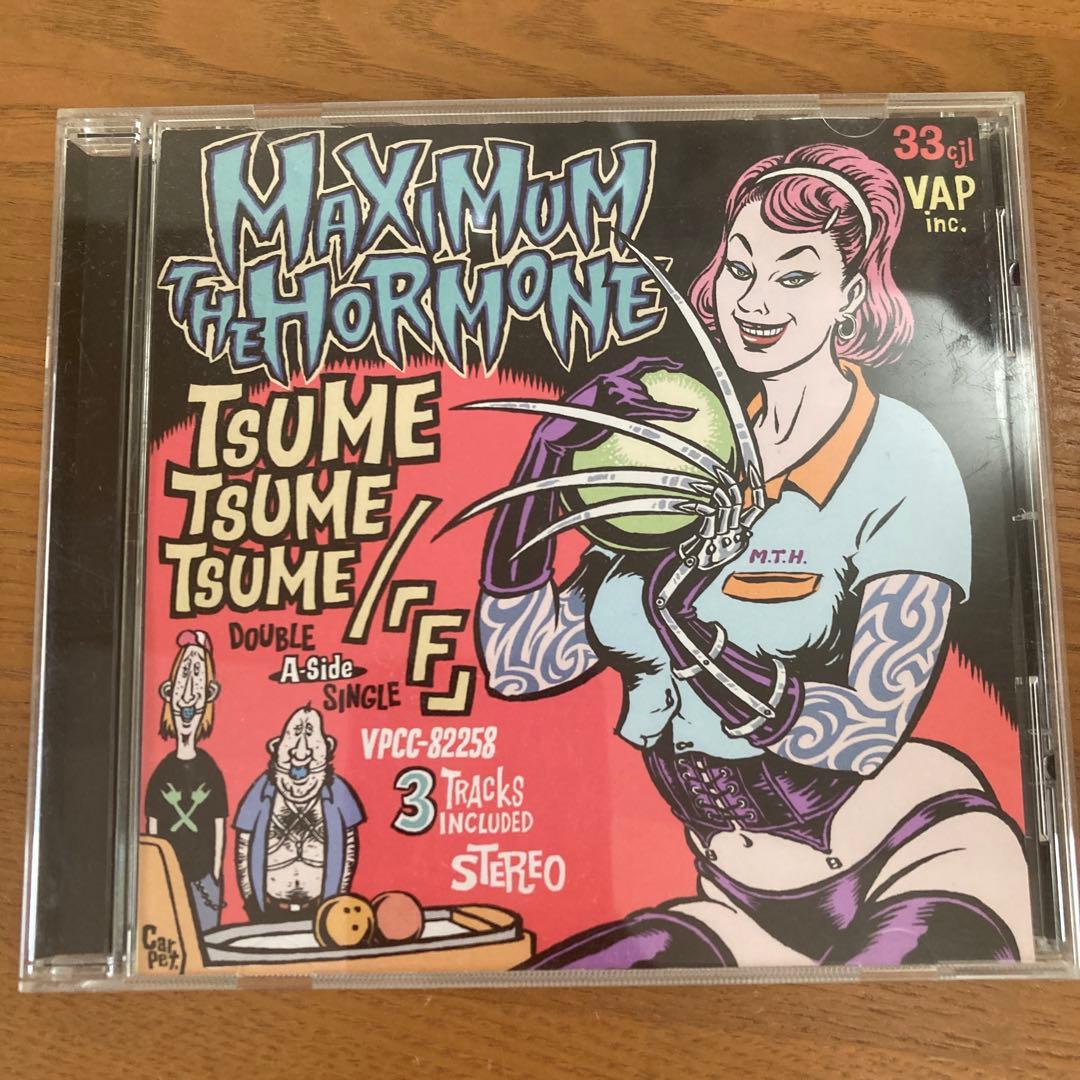 MAXiMUM
THE HORMONE
33cjl
VAP
inc.
TSUME
TSUME
TSUME/「F」
DOUBLE
A-Side
SINGLE
M.T.H.
VPCC-82258
3 TRACKS
INCLUDED
STEREO
Car
pet.